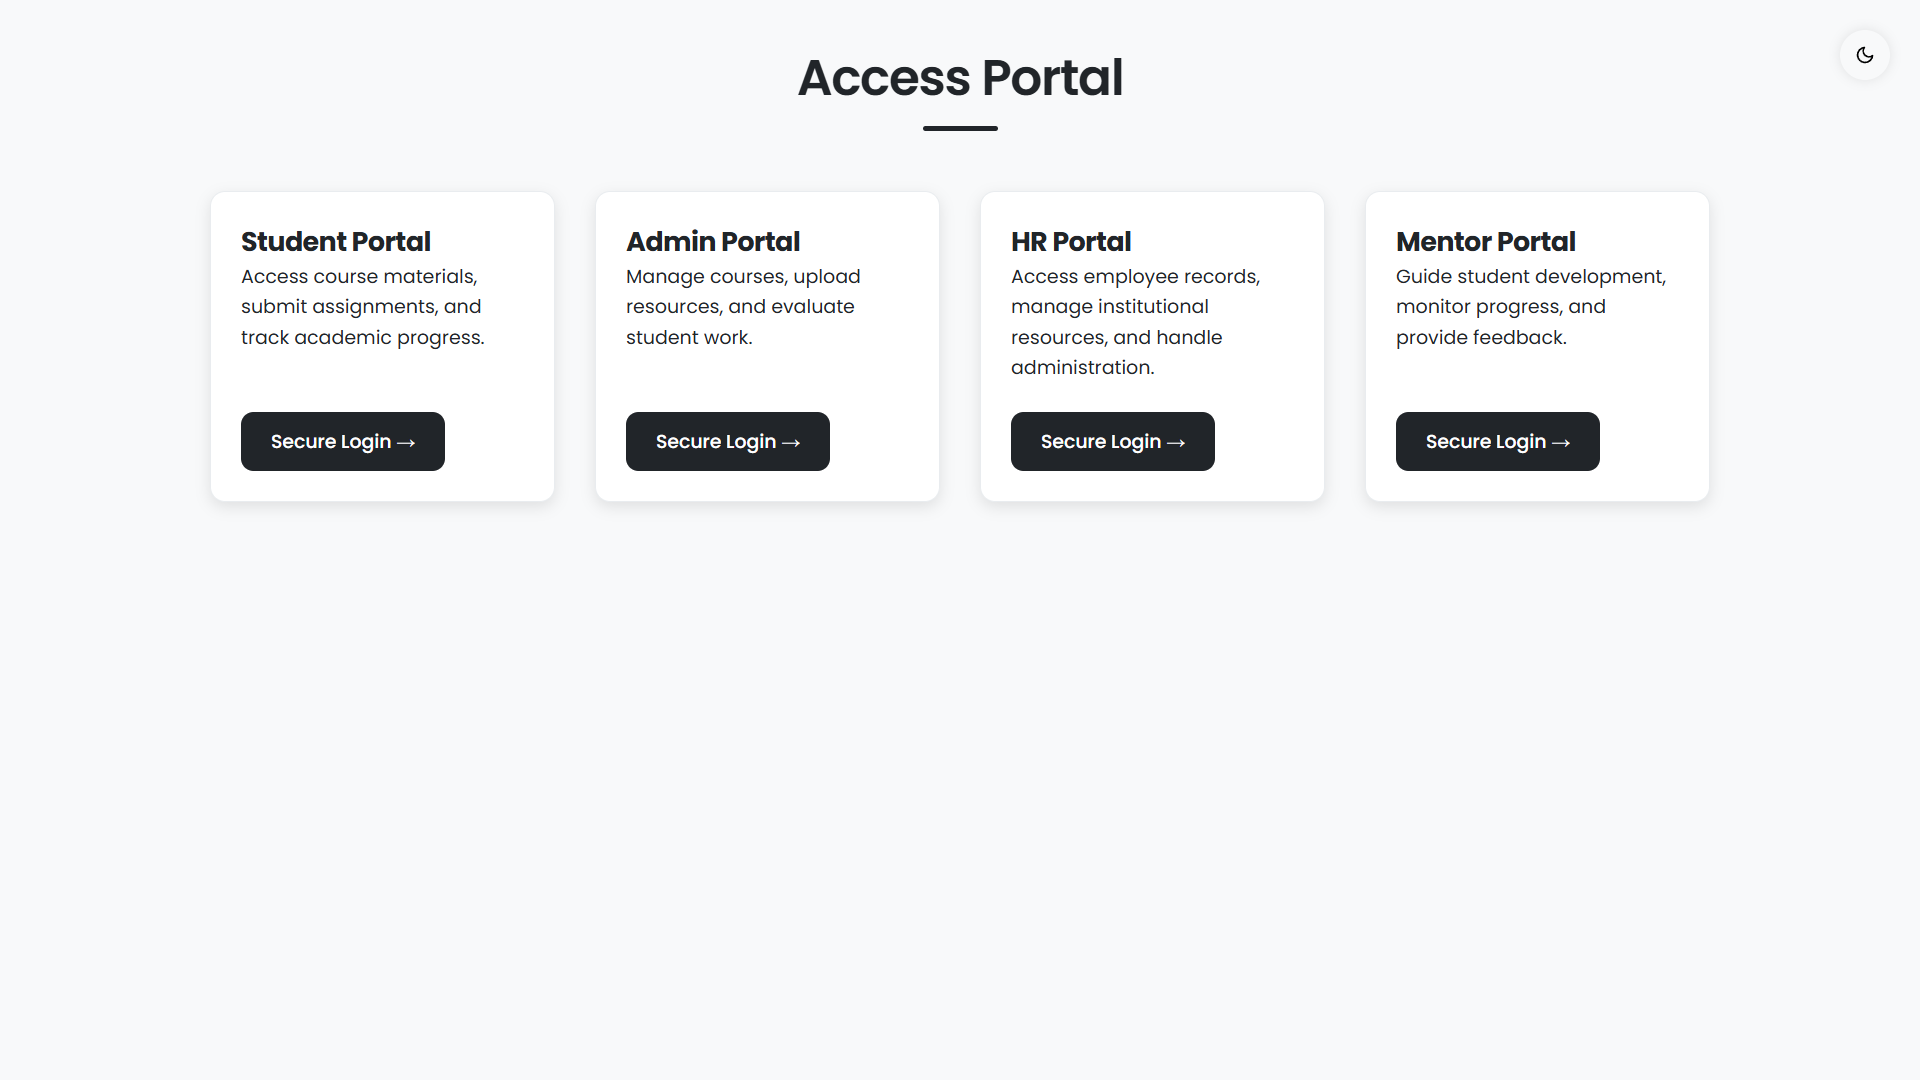 Access Portal
Student Portal
Access course materials,
submit assignments, and
track academic progress.
Secure Login →
Admin Portal
Manage courses, upload
resources, and evaluate
student work.
Secure Login →
HR Portal
Access employee records,
manage institutional
resources, and handle
administration.
Secure Login →
Mentor Portal
Guide student development,
monitor progress, and
provide feedback.
Secure Login →